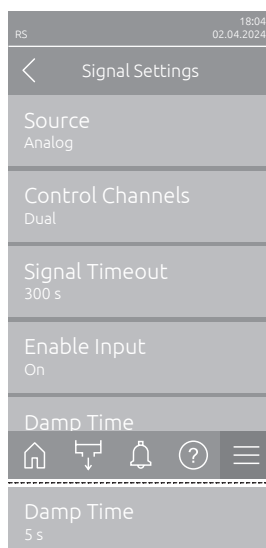 18:04
RS 02.04.2024
Signal Settings
Source
Analog
Control Channels
Dual
Signal Timeout
300 s
Enable Input
On
Damp Time
?
Damp Time
5 s